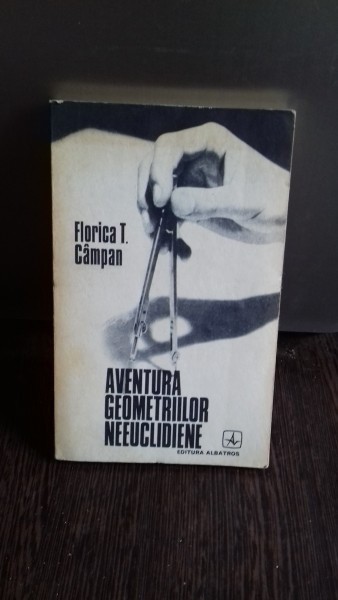 Florica T.
Câmpan
AVENTURA
GEOMETRIILOR
NEEUCLIDIENE
EDITURA ALBATROS